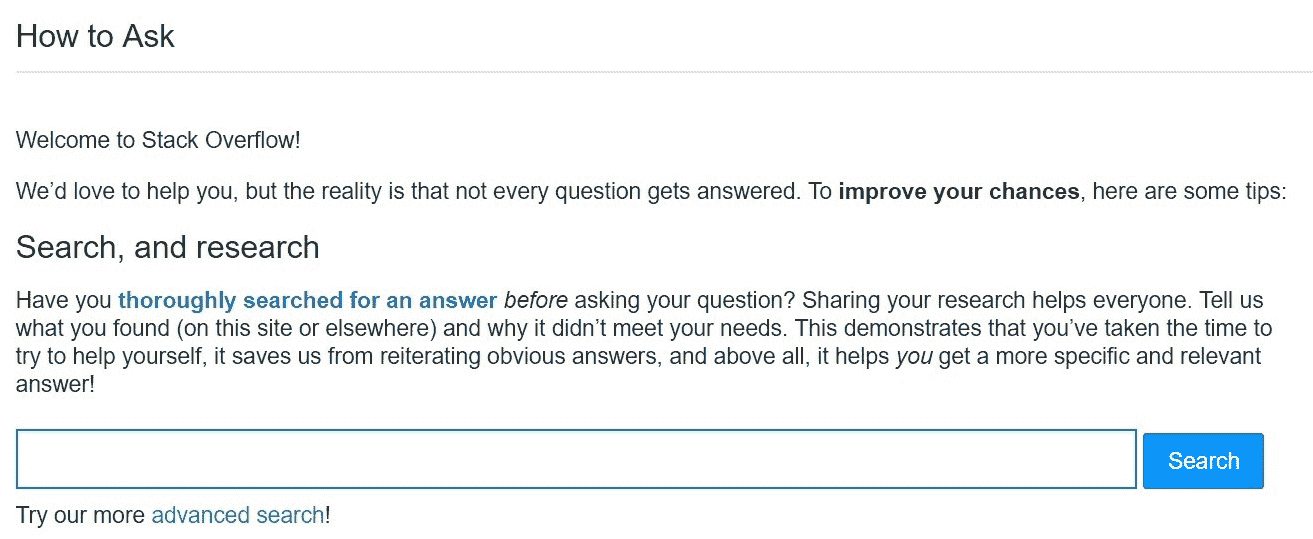 How to Ask
Welcome to Stack Overflow!
We’d love to help you, but the reality is that not every question gets answered. To improve your chances, here are some tips:
Search, and research
Have you thoroughly searched for an answer before asking your question? Sharing your research helps everyone. Tell us
what you found (on this site or elsewhere) and why it didn’t meet your needs. This demonstrates that you’ve taken the time to
try to help yourself, it saves us from reiterating obvious answers, and above all, it helps you get a more specific and relevant
answer!
Search
Try our more advanced search!